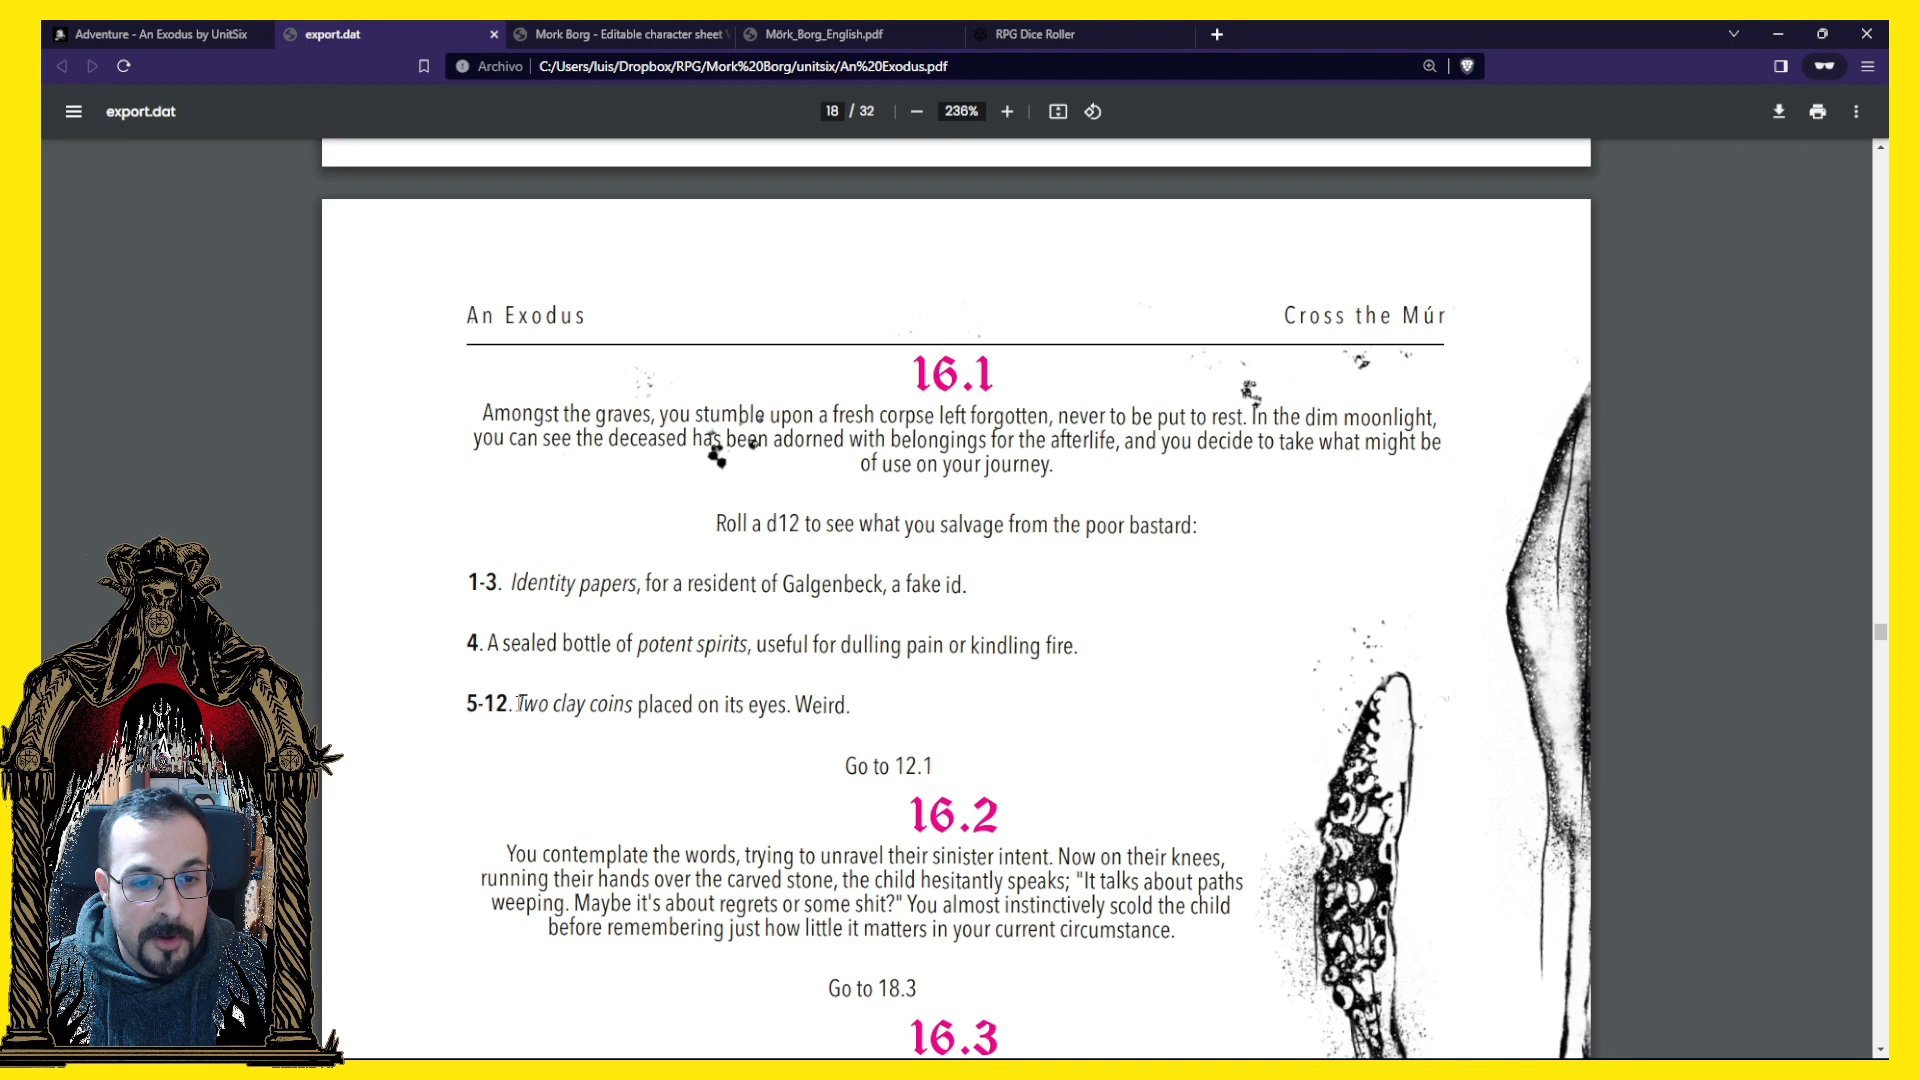 Adventure - An Exodus by UnitSix
export.dat
Mork Borg - Editable character sheet
Mörk_Borg_English.pdf
RPG Dice Roller
Archivo
C:/Users/luis/Dropbox/RPG/Mork%20Borg/unitsix/An%20Exodus.pdf
export.dat
18 / 32
236%
An Exodus
Cross the Múr
16.1
Amongst the graves, you stumble upon a fresh corpse left forgotten, never to be put to rest. In the dim moonlight,
you can see the deceased has been adorned with belongings for the afterlife, and you decide to take what might be
of use on your journey.
Roll a d12 to see what you salvage from the poor bastard:
1-3. Identity papers, for a resident of Galgenbeck, a fake id.
4. A sealed bottle of potent spirits, useful for dulling pain or kindling fire.
5-12. Two clay coins placed on its eyes. Weird.
Go to 12.1
16.2
You contemplate the words, trying to unravel their sinister intent. Now on their knees,
running their hands over the carved stone, the child hesitantly speaks; "It talks about paths
weeping. Maybe it's about regrets or some shit?" You almost instinctively scold the child
before remembering just how little it matters in your current circumstance.
Go to 18.3
16.3